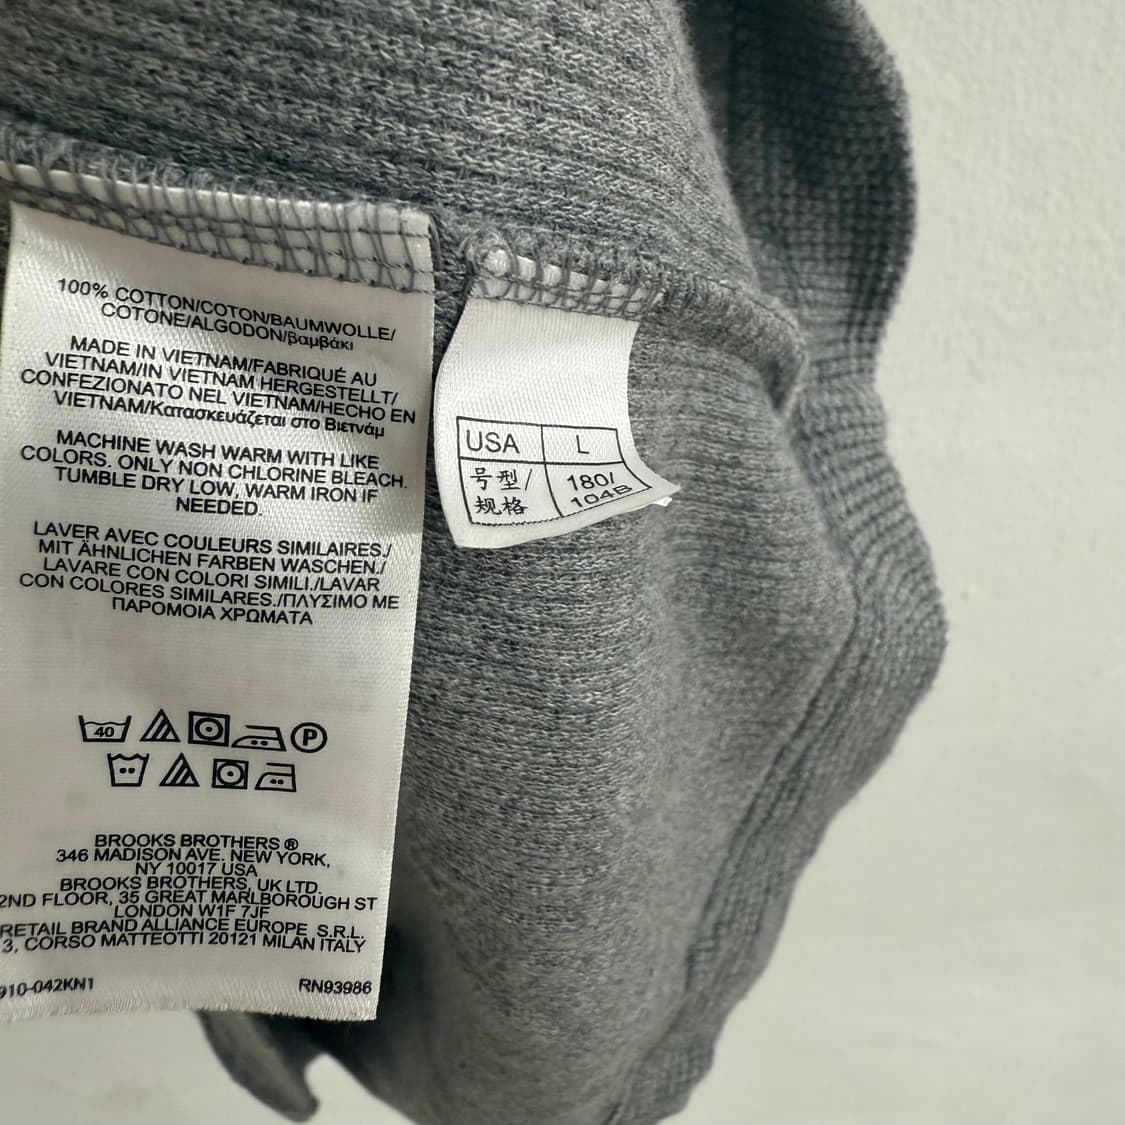 100% COTTON/COTON/BAUMWOLLE/
COTONE/ALGODON/βαμβάκι
MADE IN VIETNAM/FABRIQUÉ AU
VIETNAM/IN VIETNAM HERGESTELLT/
CONFEZIONATO NEL VIETNAM/HECHO EN
VIETNAM/Κατασκευάζεται στο Βιετνάμ
MACHINE WASH WARM WITH LIKE
COLORS. ONLY NON CHLORINE BLEACH.
TUMBLE DRY LOW, WARM IRON IF
NEEDED.
LAVER AVEC COULEURS SIMILAIRES./
MIT ÄHNLICHEN FARBEN WASCHEN./
LAVARE CON COLORI SIMILI./LAVAR
CON COLORES SIMILARES./ΠΛΥΣΙΜΟ ΜΕ
ΠΑΡΟΜΟΙΑ ΧΡΩΜΑΤΑ
40 P
BROOKS BROTHERS ®
346 MADISON AVE. NEW YORK,
NY 10017 USA
BROOKS BROTHERS, UK LTD.
2ND FLOOR, 35 GREAT MARLBOROUGH ST
LONDON W1F 7JF
RETAIL BRAND ALLIANCE EUROPE S.R.L.
3, CORSO MATTEOTTI 20121 MILAN ITALY
910-042KN1 RN93986
USA L
号型/ 180/
规格 104B